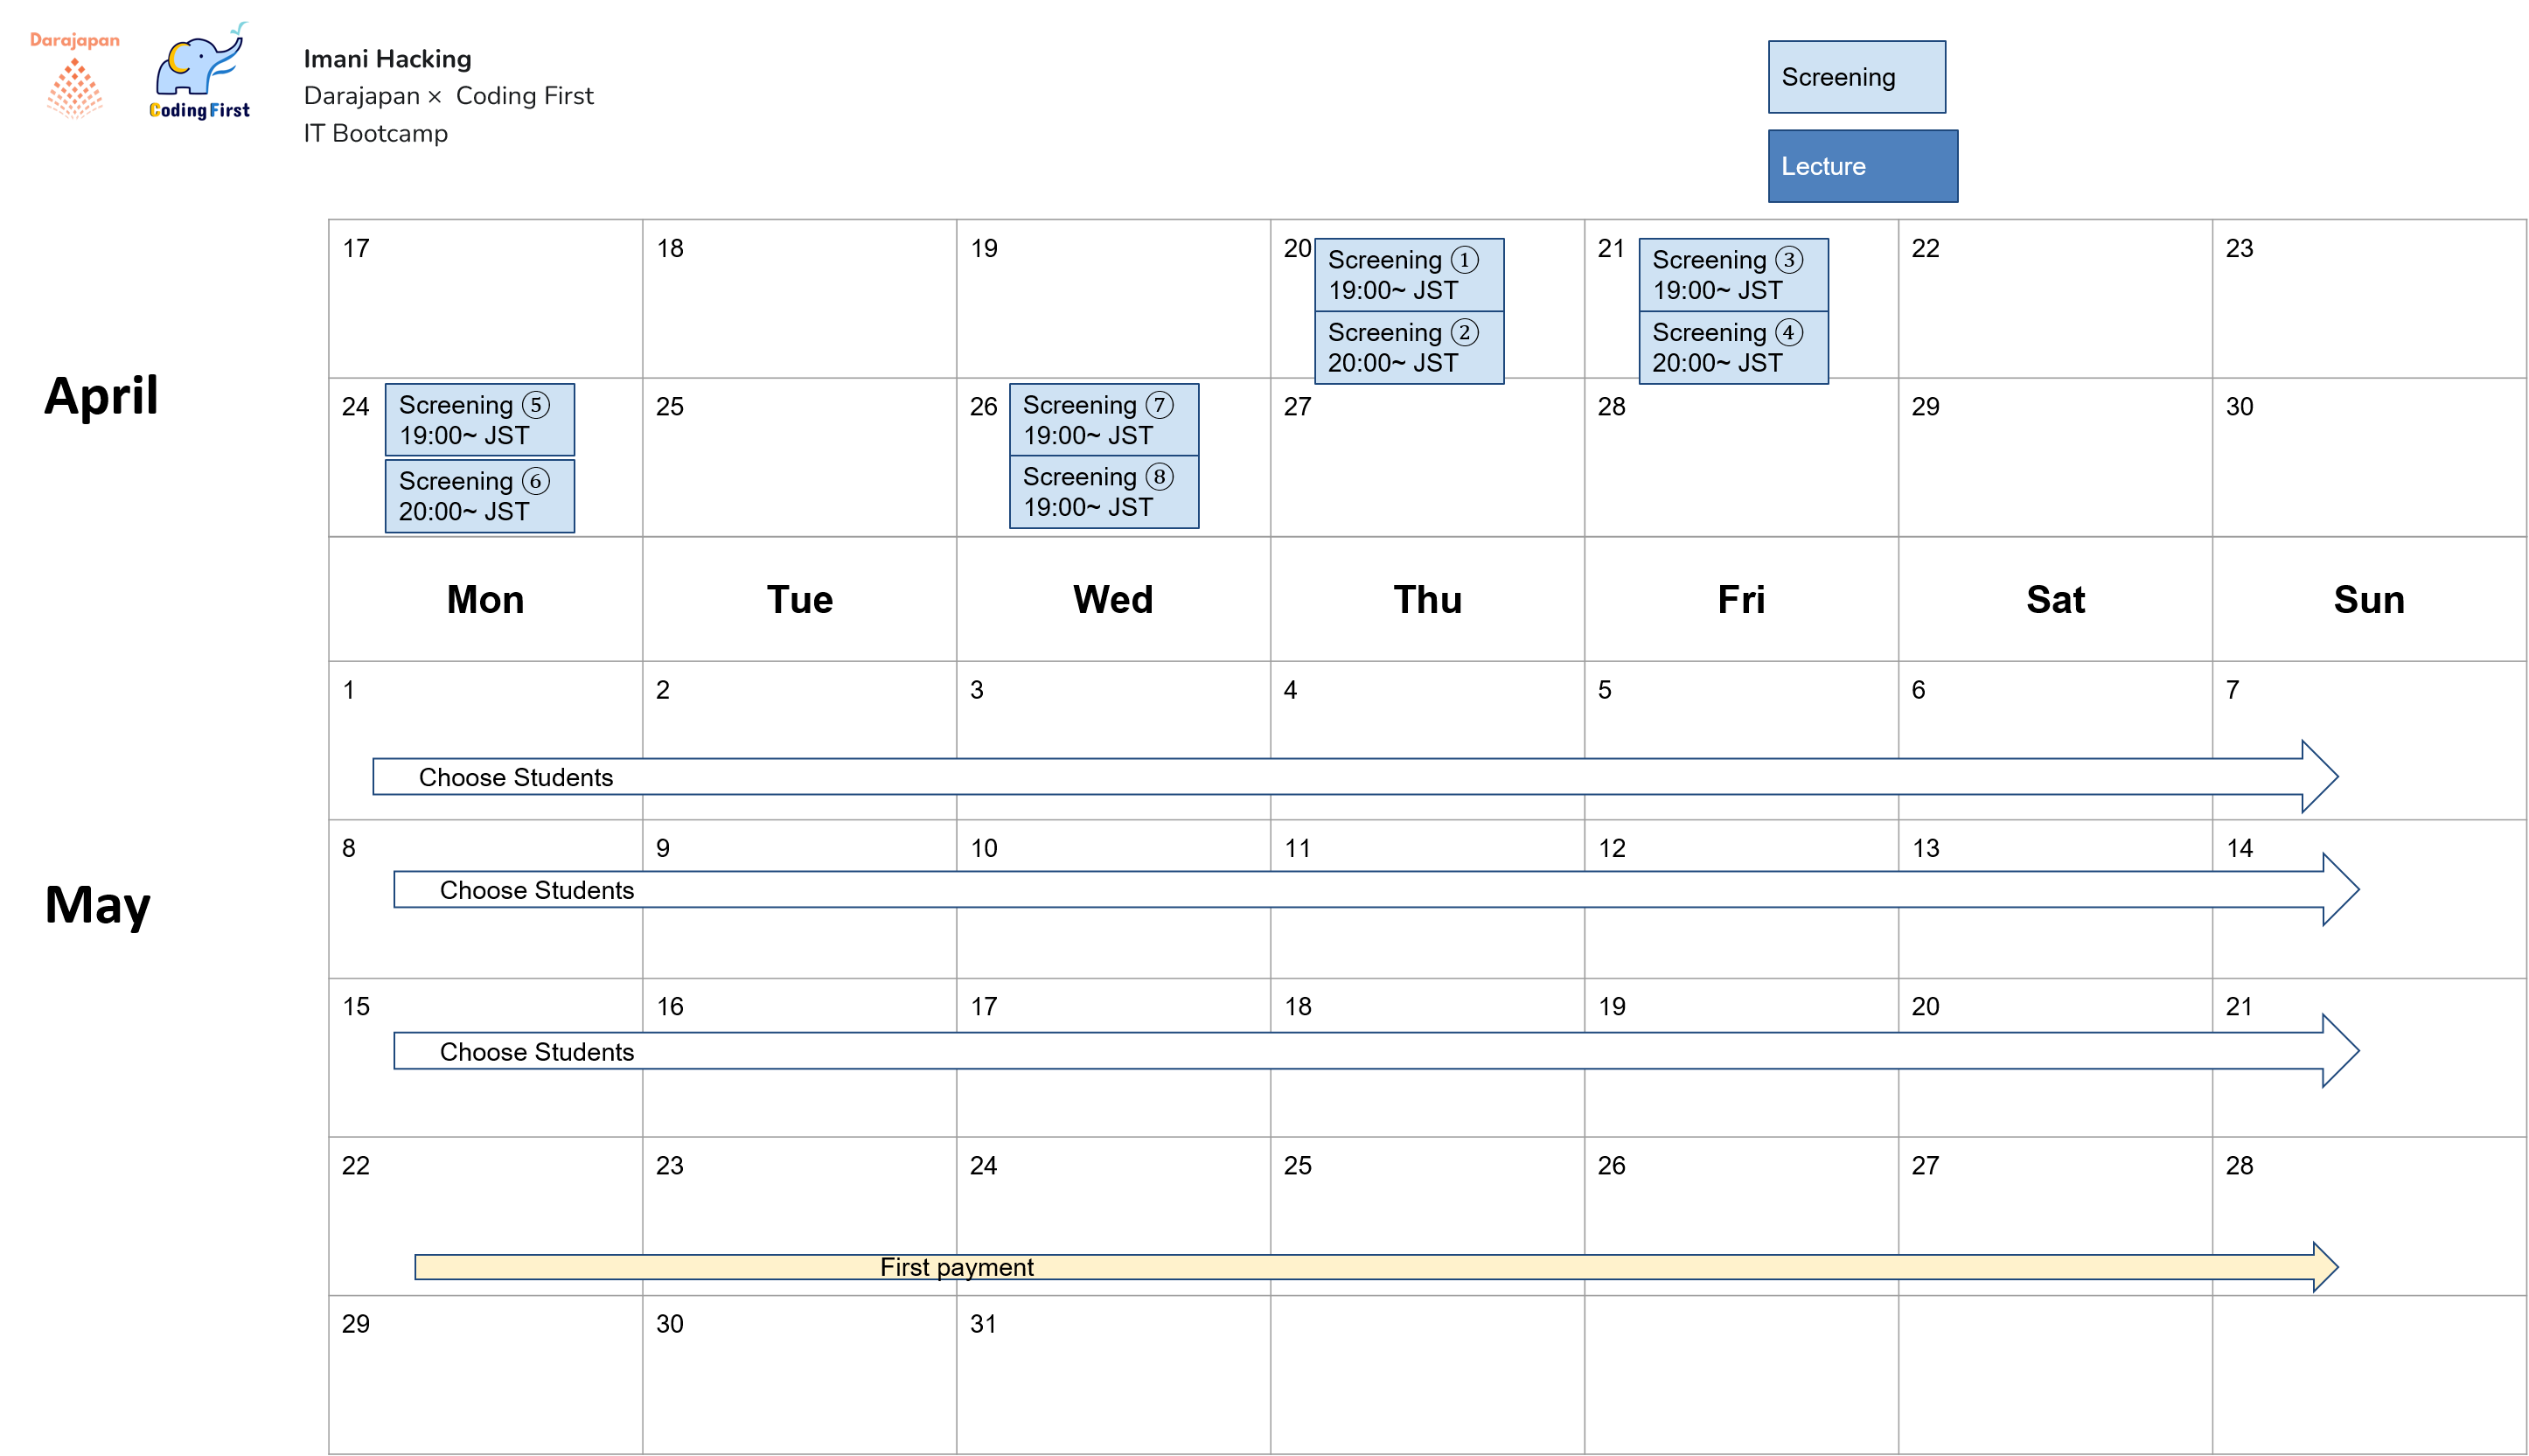 Darajapan
CodingFirst
Imani Hacking
Darajapan × Coding First
IT Bootcamp
Screening
Lecture
April
17
18
19
20
Screening ①
19:00~ JST
Screening ②
20:00~ JST
21
Screening ③
19:00~ JST
Screening ④
20:00~ JST
22
23
24
Screening ⑤
19:00~ JST
Screening ⑥
20:00~ JST
25
26
Screening ⑦
19:00~ JST
Screening ⑧
19:00~ JST
27
28
29
30
Mon
Tue
Wed
Thu
Fri
Sat
Sun
May
1
2
3
4
5
6
7
Choose Students
8
9
10
11
12
13
14
Choose Students
15
16
17
18
19
20
21
Choose Students
22
23
24
25
26
27
28
First payment
29
30
31